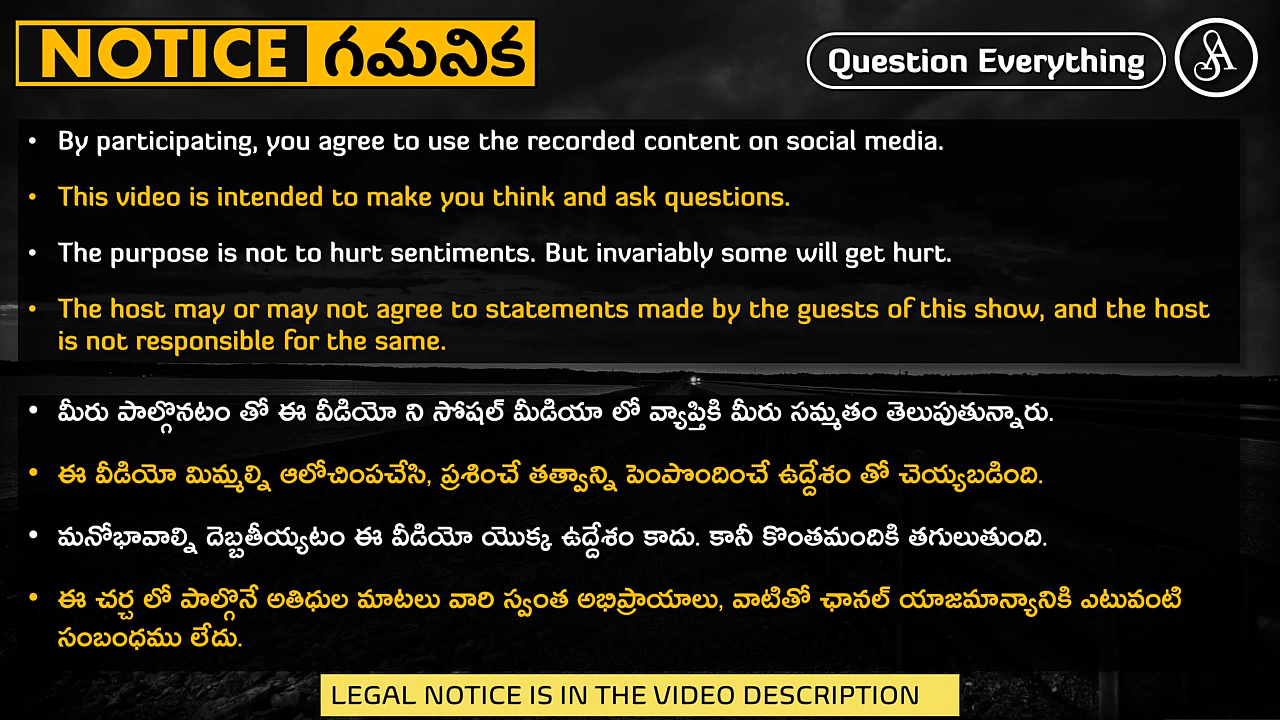 NOTICE గమనిక
Question Everything
• By participating, you agree to use the recorded content on social media.
• This video is intended to make you think and ask questions.
• The purpose is not to hurt sentiments. But invariably some will get hurt.
• The host may or may not agree to statements made by the guests of this show, and the host
is not responsible for the same.
• మీరు పాల్గొనటం తో ఈ వీడియో ని సోషల్ మీడియా లో వ్యాప్తికి మీరు సమ్మతం తెలుపుతున్నారు.
• ఈ వీడియో మిమ్మల్ని ఆలోచింపచేసి, ప్రశించే తత్వాన్ని పెంపొందించే ఉద్దేశం తో చెయ్యబడింది.
• మనోభావాల్ని దెబ్బతీయ్యటం ఈ వీడియో యొక్క ఉద్దేశం కాదు. కానీ కొంతమందికి తగులుతుంది.
• ఈ చర్చ లో పాల్గొనే అతిధుల మాటలు వారి స్వంత అభిప్రాయాలు, వాటితో ఛానల్ యాజమాన్యానికి ఎటువంటి
సంబంధము లేదు.
LEGAL NOTICE IS IN THE VIDEO DESCRIPTION